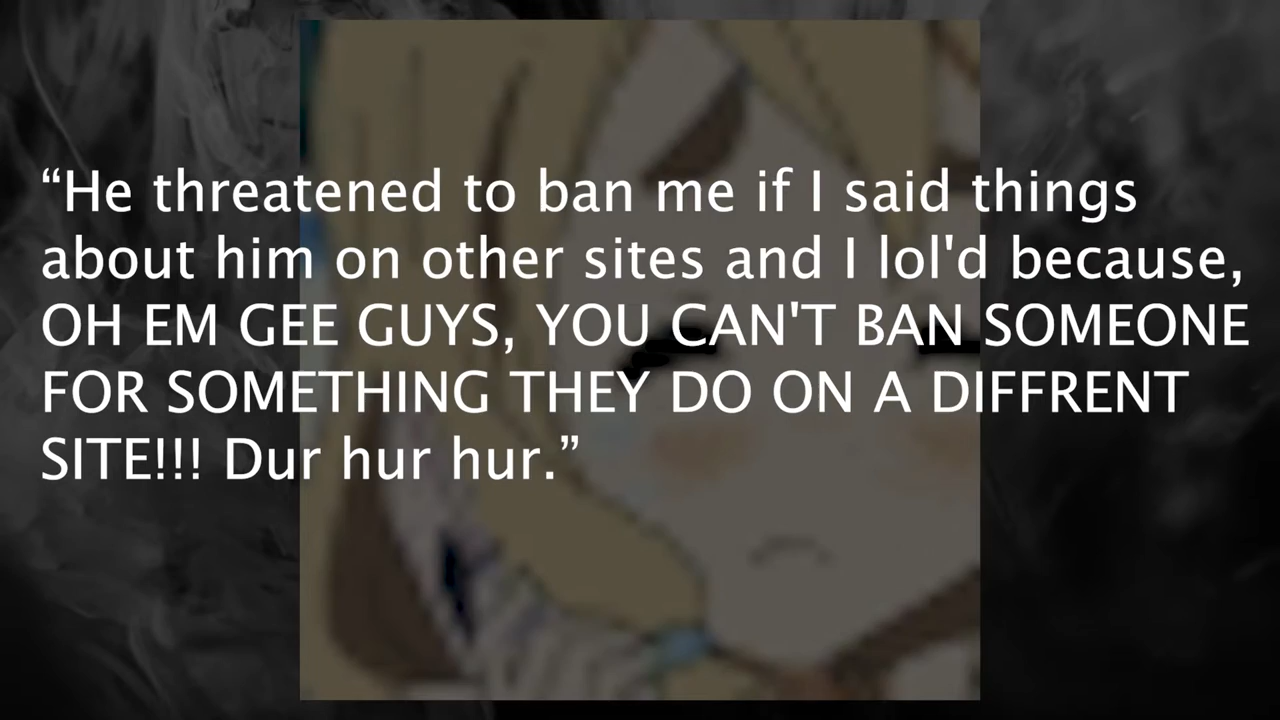 “He threatened to ban me if I said things
about him on other sites and I lol'd because,
OH EM GEE GUYS, YOU CAN'T BAN SOMEONE
FOR SOMETHING THEY DO ON A DIFFRENT
SITE!!! Dur hur hur.”